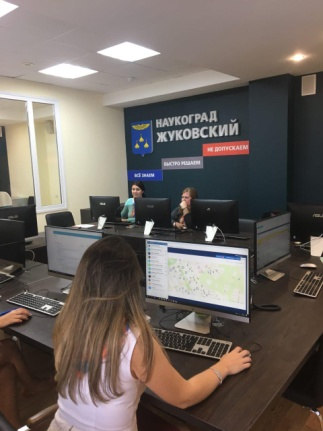 НАУКОГРАД
ЖУКОВСКИЙ
НЕ ДОПУСКАЕМ
БЫСТРО РЕШАЕМ
ВСЁ ЗНАЕМ